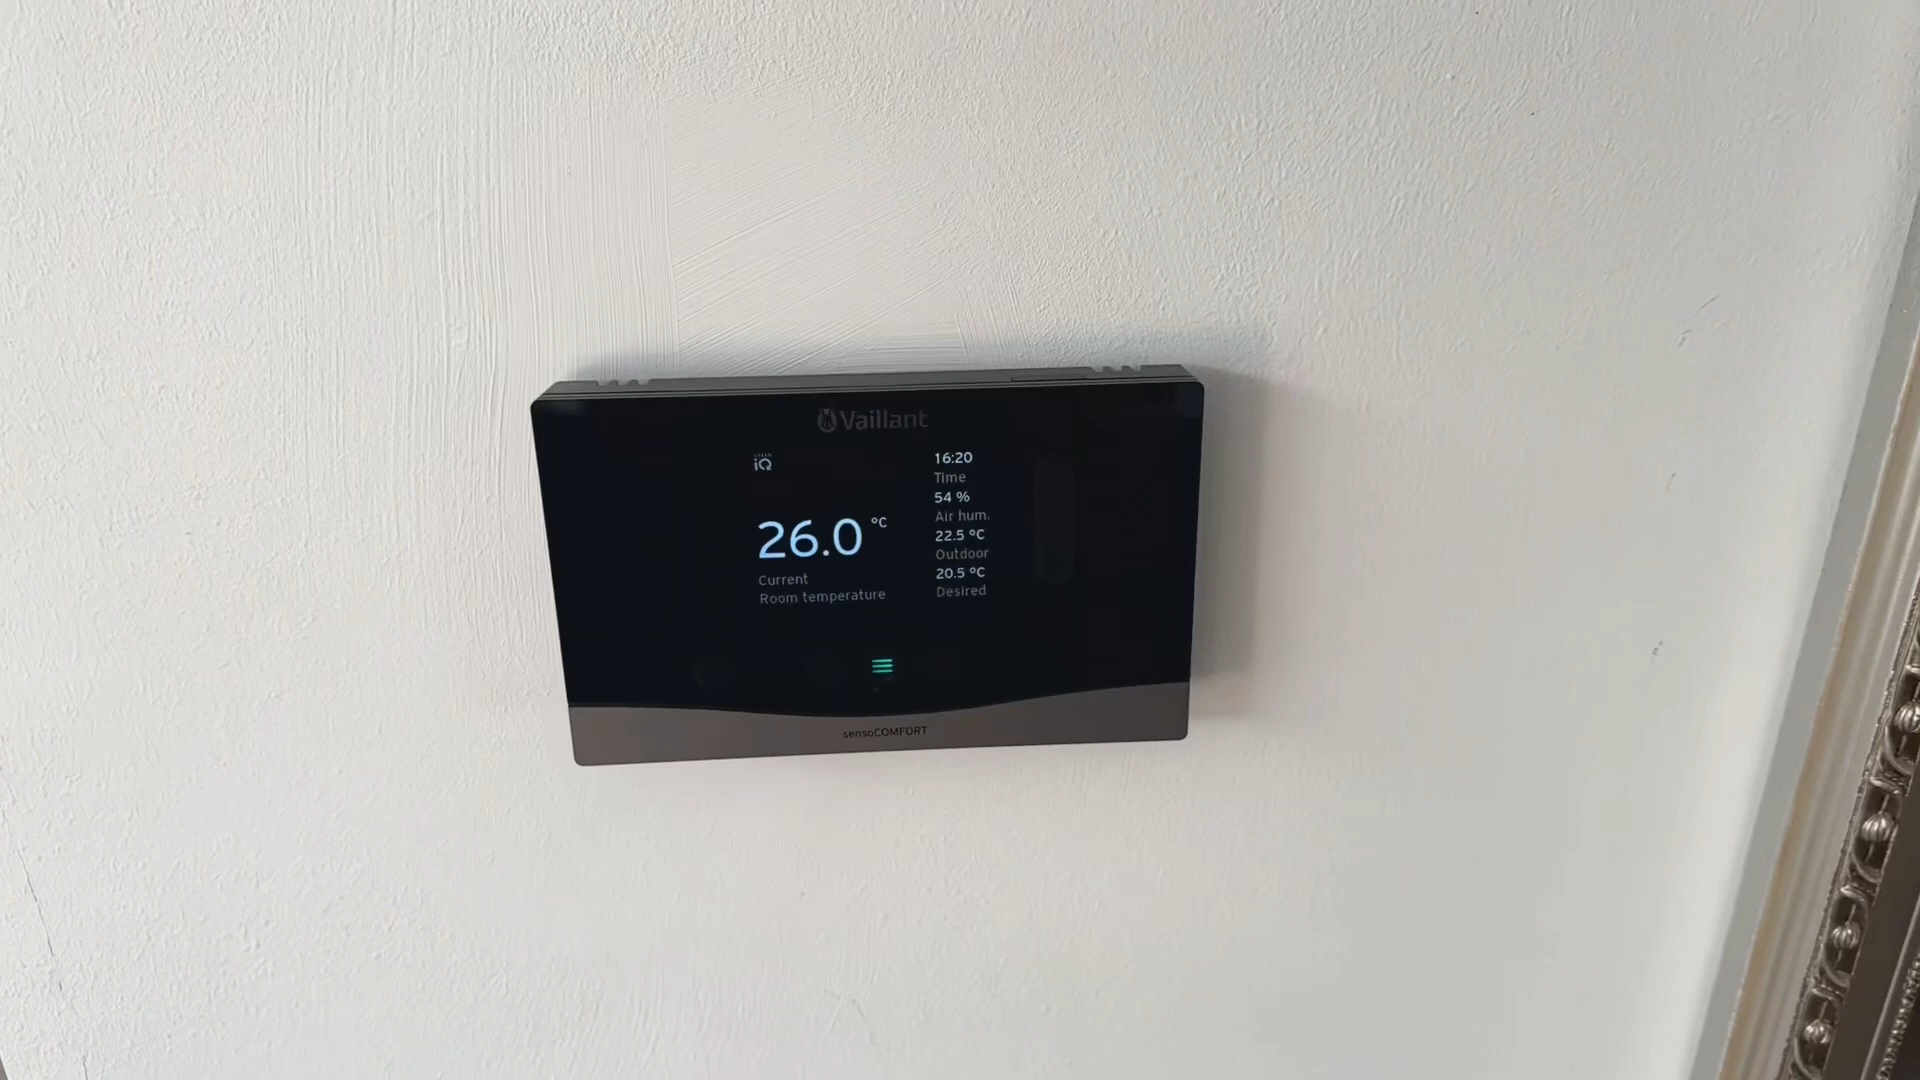 Vaillant
iQ
26.0 °C
Current
Room temperature
16:20
Time
54 %
Air hum.
22.5 °C
Outdoor
20.5 °C
Desired
sensoCOMFORT